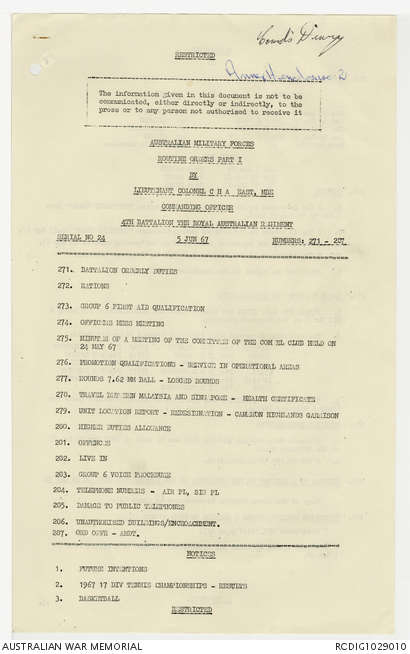 Comd's Diary
RESTRICTED
2
The information given in this document is not to be
communicated, either directly or indirectly, to the
press or to any person not authorised to receive it
AUSTRALIAN MILITARY FORCES
ROUTINE ORDERS PART I
BY
LIEUTENANT COLONEL C H A EAST, MBE
COMMANDING OFFICER
4TH BATTALION THE ROYAL AUSTRALIAN REGIMENT
SERIAL NO 24 5 JUN 67 NUMBERS: 271 - 287
271. BATTALION ORDERLY DUTIES
272. RATIONS
273. GROUP 6 FIRST AID QUALIFICATION
274. OFFICERS MESS MEETING
275. MINUTES OF A MEETING OF THE COMMITTEE OF THE CORAL CLUB HELD ON
24 MAY 67
276. PROMOTION QUALIFICATIONS - SERVICE IN OPERATIONAL AREAS
277. ROUNDS 7.62 MM BALL - LOGGED ROUNDS
278. TRAVEL BETWEEN MALAYSIA AND SINGAPORE - HEALTH CERTIFICATE
279. UNIT LOCATION REPORT - REDESIGNATION - CAMERON HIGHLANDS GARRISON
280. HIGHER DUTIES ALLOWANCE
281. OFFENCES
282. LIVE IN
283. GROUP 6 VOICE PROCEDURE
284. TELEPHONE NUMBERS - AIR PL, SIG PL
285. DAMAGE TO PUBLIC TELEPHONES
286. UNAUTHORISED BUILDINGS/ENCROACHMENT.
287. ORD OFFR - AMDT.
NOTICES
1. FUTURE INTENTIONS
2. 1967 17 DIV TENNIS CHAMPIONSHIPS - RESULTS
3. BASKETBALL
RESTRICTED
AUSTRALIAN WAR MEMORIAL RCDIG1029010